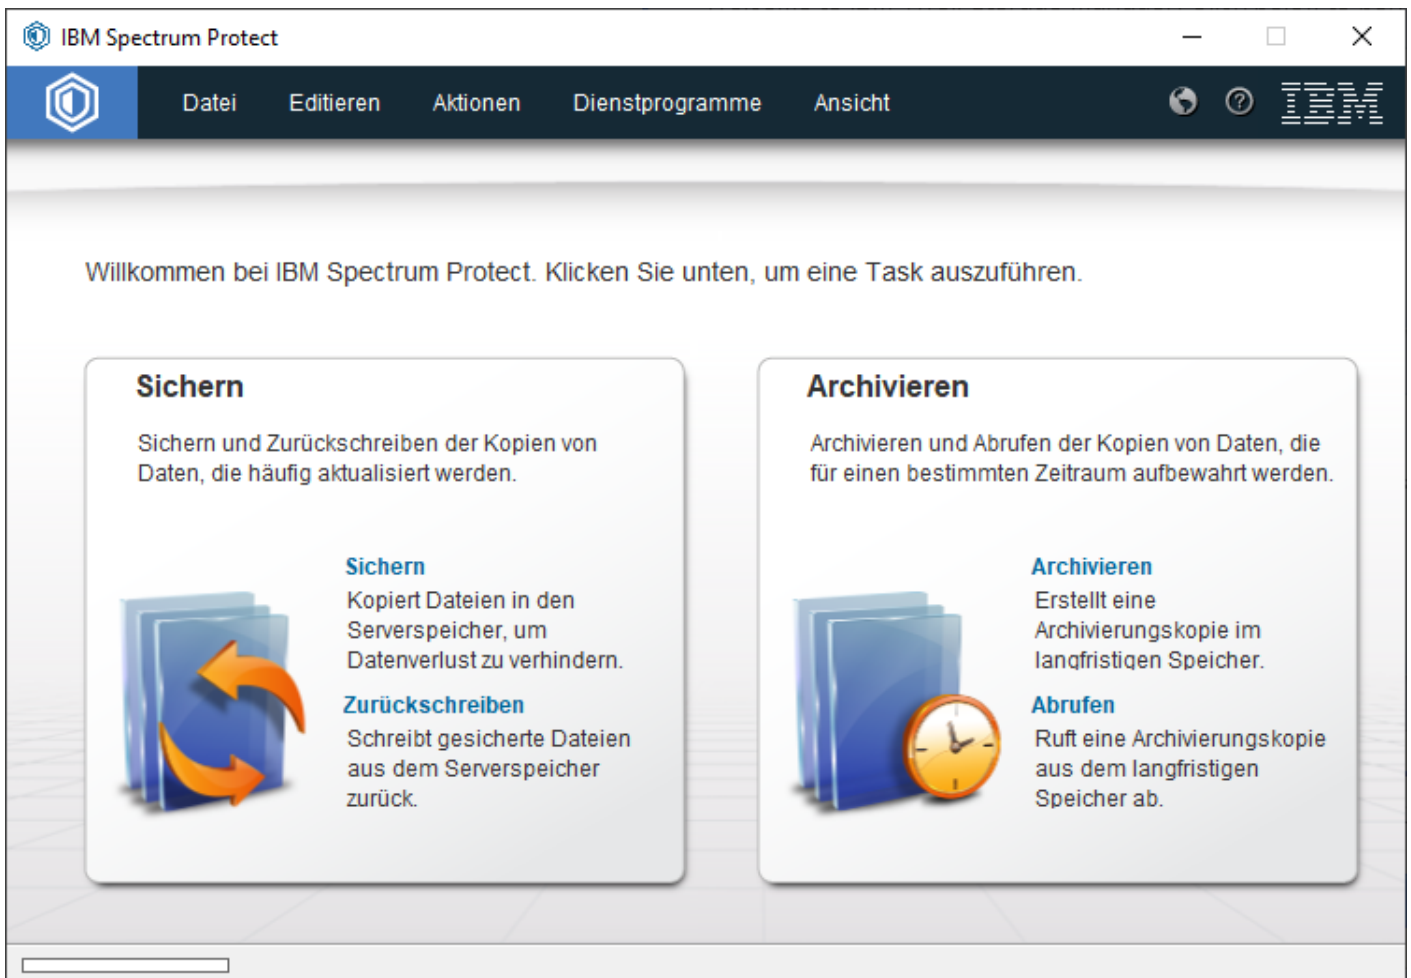 IBM Spectrum Protect
Datei Editieren Aktionen Dienstprogramme Ansicht IBM
Willkommen bei IBM Spectrum Protect. Klicken Sie unten, um eine Task auszuführen.
Sichern
Sichern und Zurückschreiben der Kopien von
Daten, die häufig aktualisiert werden.
Sichern
Kopiert Dateien in den
Serverspeicher, um
Datenverlust zu verhindern.
Zurückschreiben
Schreibt gesicherte Dateien
aus dem Serverspeicher
zurück.
Archivieren
Archivieren und Abrufen der Kopien von Daten, die
für einen bestimmten Zeitraum aufbewahrt werden.
Archivieren
Erstellt eine
Archivierungskopie im
langfristigen Speicher.
Abrufen
Ruft eine Archivierungskopie
aus dem langfristigen
Speicher ab.